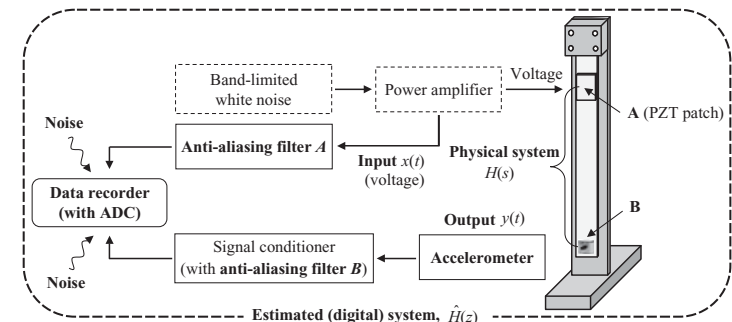 Band-limited
white noise
Power amplifier
Voltage
A (PZT patch)
Noise
Anti-aliasing filter A
Input x(t)
(voltage)
Physical system
H(s)
Data recorder
(with ADC)
B
Output y(t)
Signal conditioner
(with anti-aliasing filter B)
Accelerometer
Noise
Estimated (digital) system, Ĥ(z)